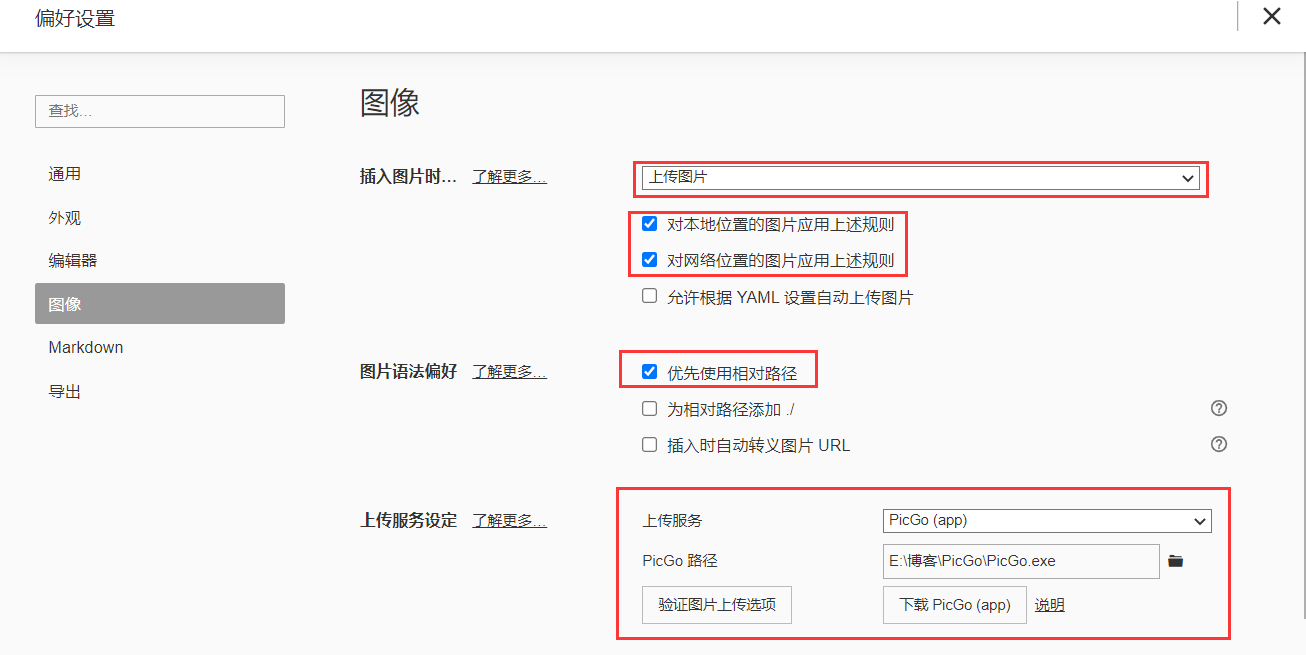 偏好设置
查找...
通用
外观
编辑器
图像
Markdown
导出
图像
插入图片时... 了解更多... 上传图片
对本地位置的图片应用上述规则
对网络位置的图片应用上述规则
允许根据 YAML 设置自动上传图片
图片语法偏好 了解更多... 优先使用相对路径
为相对路径添加 ./
插入时自动转义图片 URL
上传服务设定 了解更多... 上传服务 PicGo (app)
PicGo 路径 E:\博客\PicGo\PicGo.exe
验证图片上传选项 下载 PicGo (app) 说明